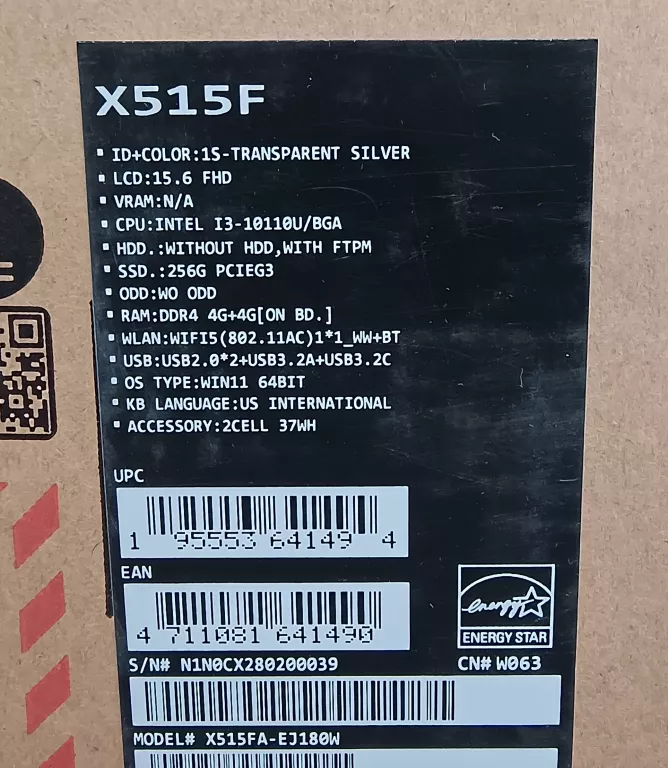 X515F
▪ ID+COLOR:1S-TRANSPARENT SILVER
▪ LCD:15.6 FHD
▪ VRAM:N/A
▪ CPU:INTEL I3-10110U/BGA
▪ HDD.:WITHOUT HDD,WITH FTPM
▪ SSD.:256G PCIEG3
▪ ODD:WO ODD
▪ RAM:DDR4 4G+4G[ON BD.]
▪ WLAN:WIFI5(802.11AC)1*1_WW+BT
▪ USB:USB2.0*2+USB3.2A+USB3.2C
▪ OS TYPE:WIN11 64BIT
▪ KB LANGUAGE:US INTERNATIONAL
▪ ACCESSORY:2CELL 37WH
UPC
1 95553 64149 4
EAN
4 711081 641490
energy
ENERGY STAR
S/N# N1N0CX280200039 CN# W063
MODEL# X515FA-EJ180W